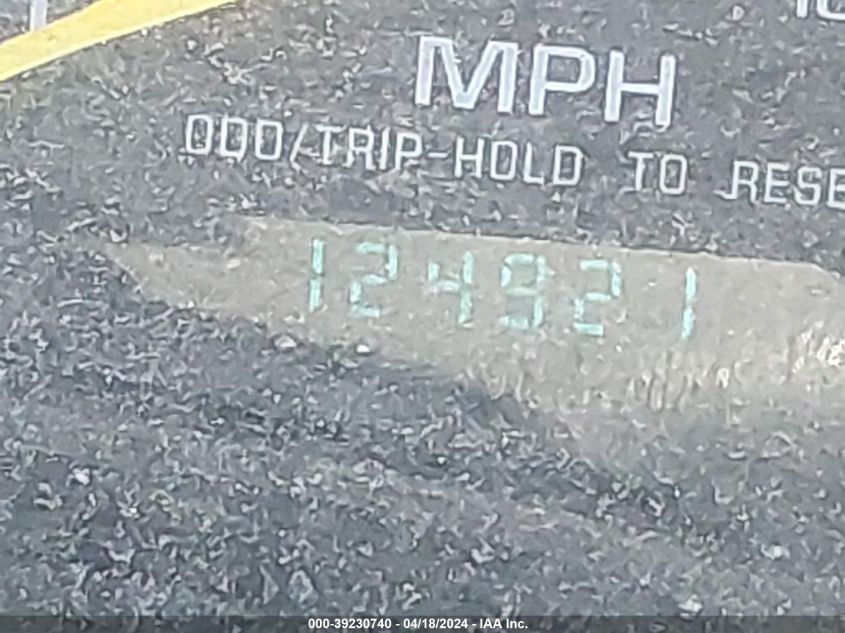 MPH
ODO/TRIP-HOLD TO RESE
124921
000-39230740 - 04/18/2024 - IAA Inc.